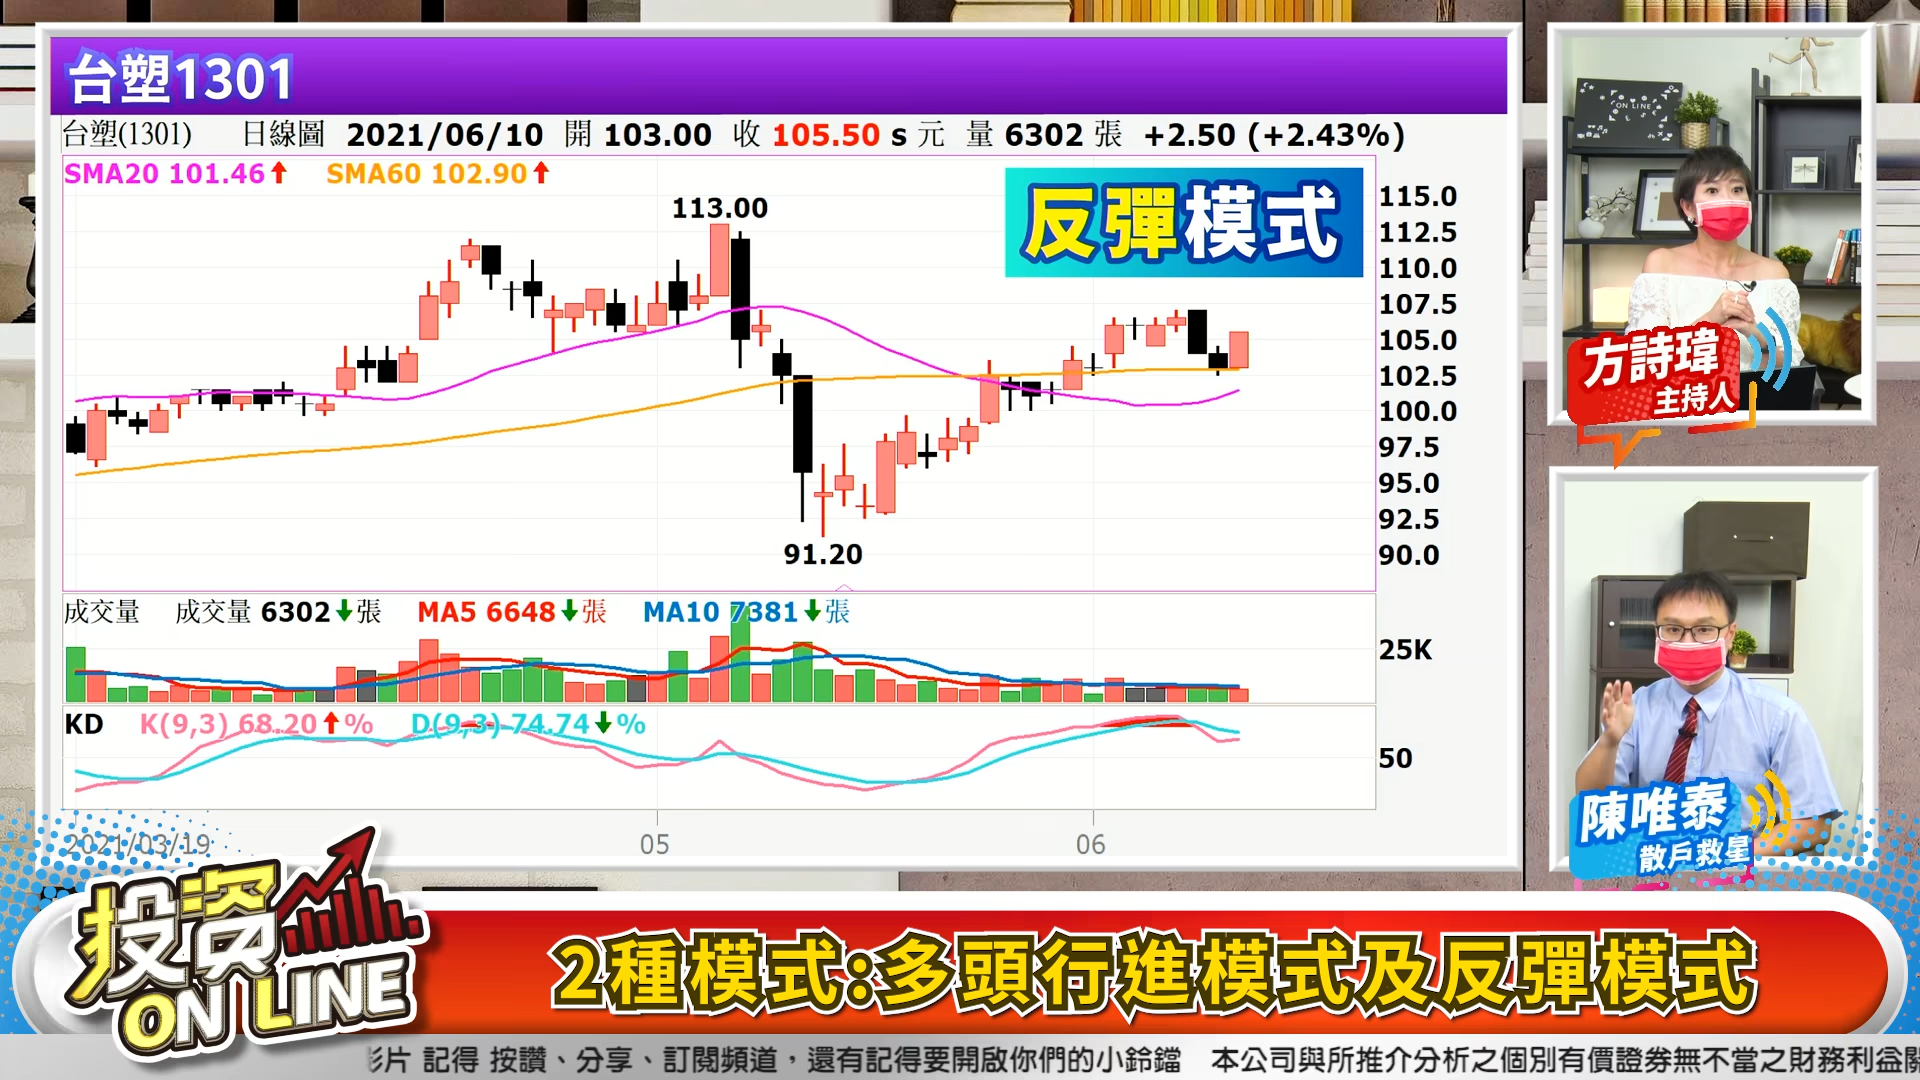 台塑1301
台塑(1301) 日線圖 2021/06/10 開 103.00 收 105.50 s 元 量 6302 張 +2.50 (+2.43%)
SMA20 101.46↑ SMA60 102.90↑
反彈模式
113.00
91.20
115.0
112.5
110.0
107.5
105.0
102.5
100.0
97.5
95.0
92.5
90.0
成交量 成交量 6302↓張 MA5 6648↓張 MA10 7381↓張
25K
KD K(9,3) 68.20↑% D(9,3) 74.74↓%
50
2021/03/19 05 06
ON LINE
方詩瑋
主持人
陳唯泰
散戶救星
投資
ON LINE
2種模式:多頭行進模式及反彈模式
影片 記得 按讚、分享、訂閱頻道，還有記得要開啟你們的小鈴鐺 本公司與所推介分析之個別有價證券無不當之財務利益關